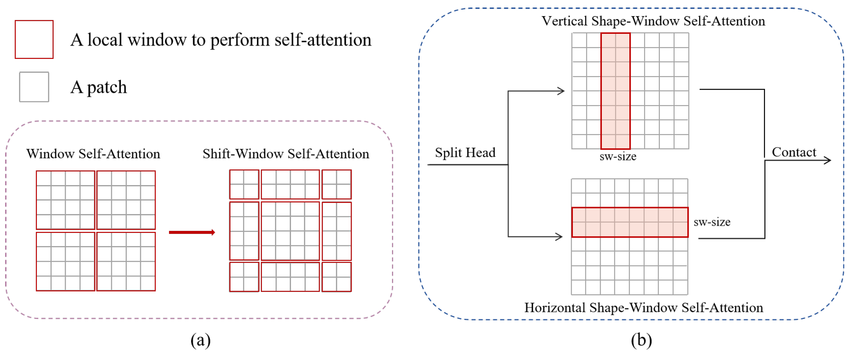 A local window to perform self-attention
A patch
Window Self-Attention
Shift-Window Self-Attention
(a)
Vertical Shape-Window Self-Attention
sw-size
Split Head
Contact
sw-size
Horizontal Shape-Window Self-Attention
(b)